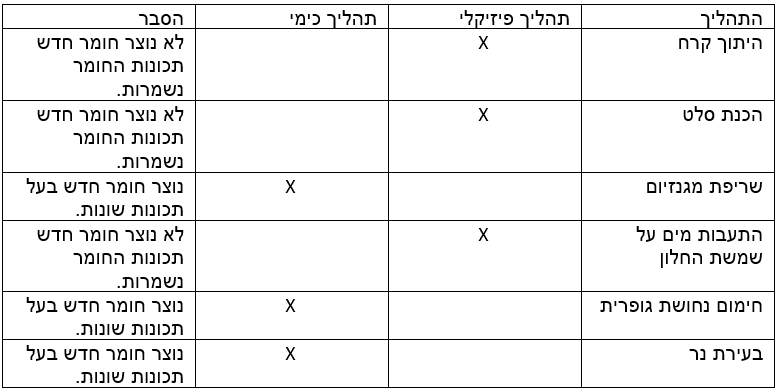 התהליך	תהליך פיזיקלי	תהליך כימי	הסבר
היתוך קרח	X		לא נוצר חומר חדש
תכונות החומר
נשמרות.
הכנת סלט	X		לא נוצר חומר חדש
תכונות החומר
נשמרות.
שריפת מגנזיום		X	נוצר חומר חדש בעל
תכונות שונות.
התעבות מים על	X		לא נוצר חומר חדש
שמשת החלון			תכונות החומר
נשמרות.
חימום נחושת גופרית		X	נוצר חומר חדש בעל
תכונות שונות.
בעירת נר		X	נוצר חומר חדש בעל
תכונות שונות.